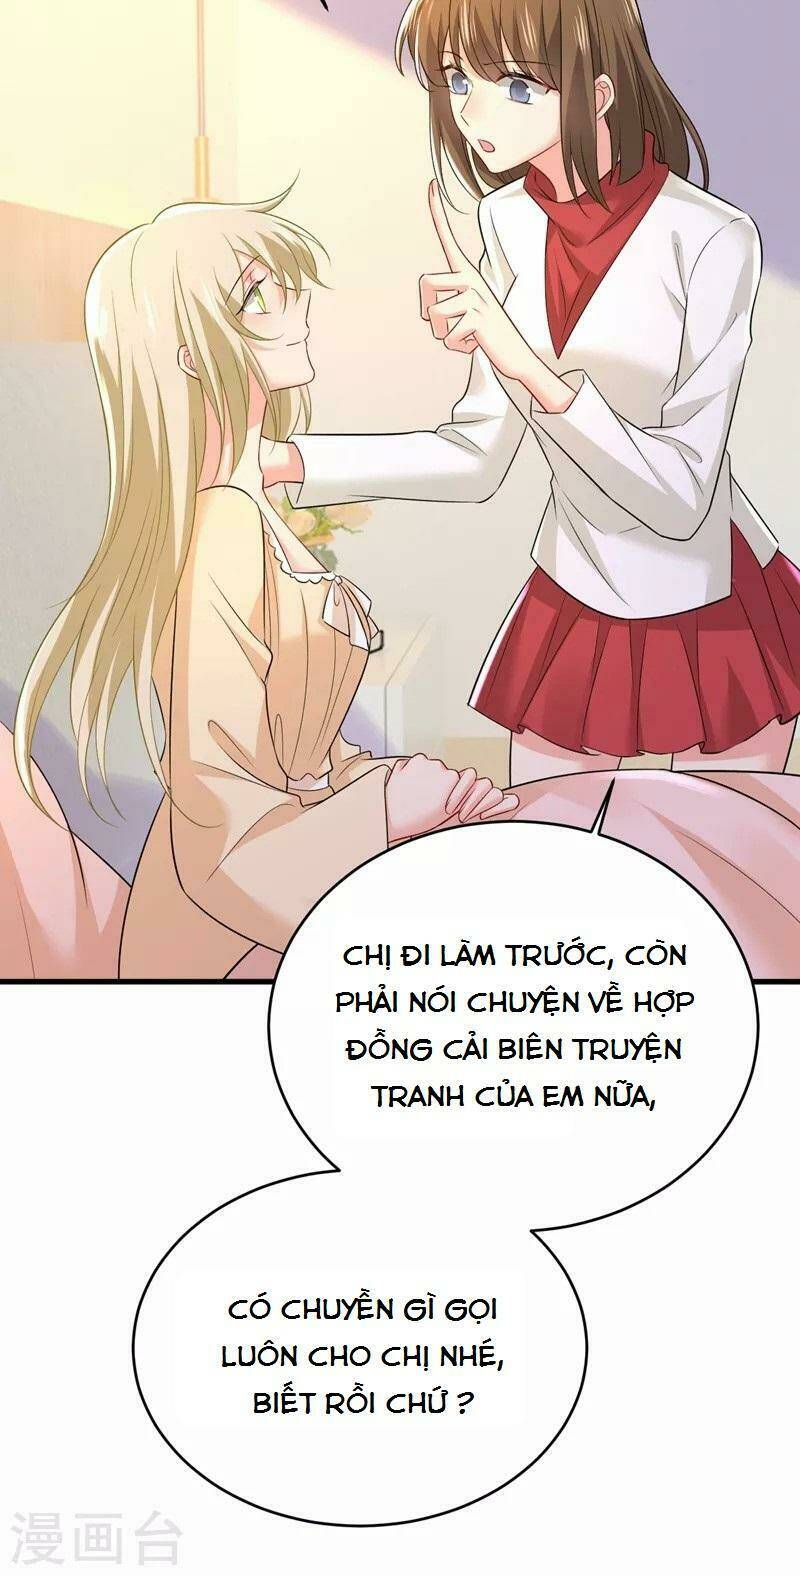 CHỊ ĐI LÀM TRƯỚC, CÒN
PHẢI NÓI CHUYỆN VỀ HỢP
ĐỒNG CẢI BIÊN TRUYỆN
TRANH CỦA EM NỮA,
CÓ CHUYỀN GÌ GỌI
LUÔN CHO CHỊ NHÉ,
BIẾT RỒI CHỨ ?
漫画台